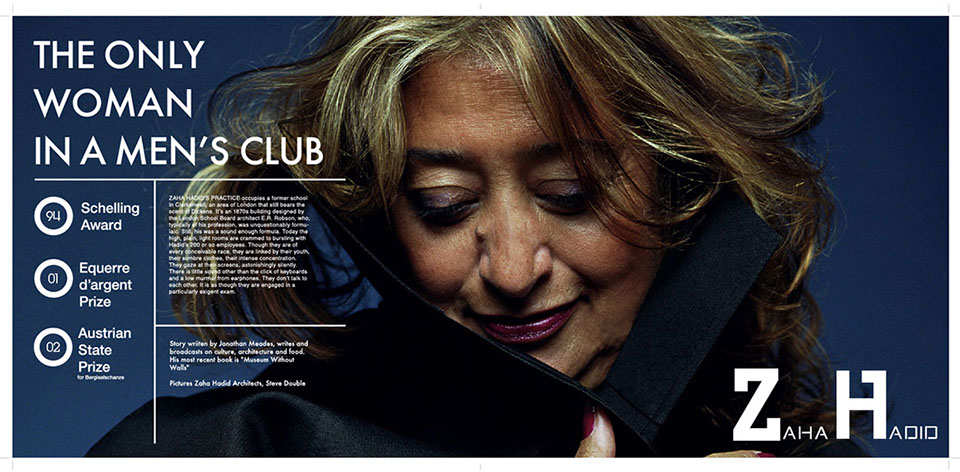 THE ONLY
WOMAN
IN A MEN'S CLUB
94
Schelling
Award
01
Equerre
d'argent
Prize
02
Austrian
State
Prize
for Bergiselschanze
ZAHA HADID'S PRACTICE occupies a former school
in Clerkenwell, an area of London that still bears the
scent of Dickens. It's an 1870s building designed by
the London School Board architect E.R. Robson, who,
typically of his profession, was unquestionably formu-
laic. Still, his was a sound enough formula. Today the
high, plain, light rooms are crammed to bursting with
Hadid's 200 or so employees. Though they are of
every conceivable race, they are linked by their youth,
their sombre clothes, their intense concentration.
They gaze at their screens, astonishingly silently.
There is little sound other than the click of keyboards
and a low murmur from earphones. They don't talk to
each other. It is as though they are engaged in a
particularly exigent exam.
Story wriiten by Jonathan Meades, writes and
broadcasts on culture, architecture and food.
His most recent book is "Museum Without
Walls"
Pictures Zaha Hadid Architects, Steve Double
ZAHA HADID